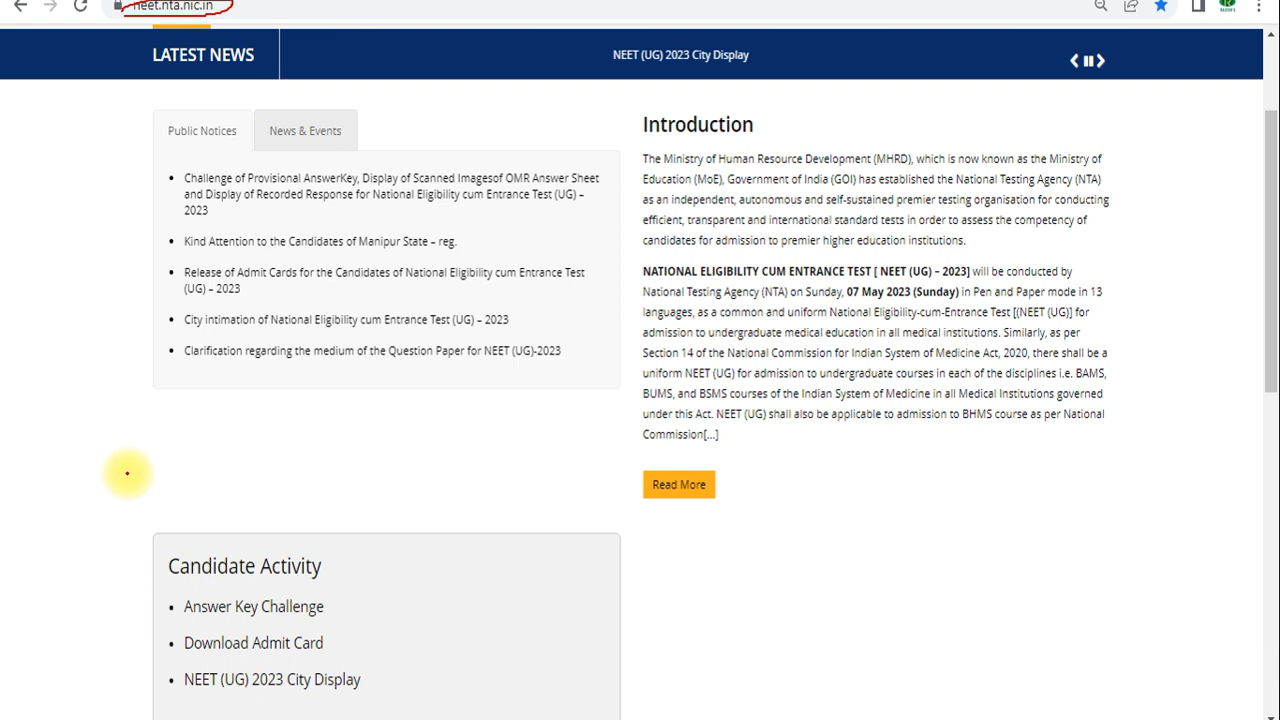 neet.nta.nic.in
LATEST NEWS
NEET (UG) 2023 City Display
Public Notices
News & Events
Challenge of Provisional AnswerKey, Display of Scanned Imagesof OMR Answer Sheet
and Display of Recorded Response for National Eligibility cum Entrance Test (UG) –
2023
Kind Attention to the Candidates of Manipur State – reg.
Release of Admit Cards for the Candidates of National Eligibility cum Entrance Test
(UG) – 2023
City intimation of National Eligibility cum Entrance Test (UG) – 2023
Clarification regarding the medium of the Question Paper for NEET (UG)-2023
Introduction
The Ministry of Human Resource Development (MHRD), which is now known as the Ministry of
Education (MoE), Government of India (GOI) has established the National Testing Agency (NTA)
as an independent, autonomous and self-sustained premier testing organisation for conducting
efficient, transparent and international standard tests in order to assess the competency of
candidates for admission to premier higher education institutions.
NATIONAL ELIGIBILITY CUM ENTRANCE TEST [ NEET (UG) – 2023] will be conducted by
National Testing Agency (NTA) on Sunday, 07 May 2023 (Sunday) in Pen and Paper mode in 13
languages, as a common and uniform National Eligibility-cum-Entrance Test [(NEET (UG)] for
admission to undergraduate medical education in all medical institutions. Similarly, as per
Section 14 of the National Commission for Indian System of Medicine Act, 2020, there shall be a
uniform NEET (UG) for admission to undergraduate courses in each of the disciplines i.e. BAMS,
BUMS, and BSMS courses of the Indian System of Medicine in all Medical Institutions governed
under this Act. NEET (UG) shall also be applicable to admission to BHMS course as per National
Commission[...]
Read More
Candidate Activity
Answer Key Challenge
Download Admit Card
NEET (UG) 2023 City Display